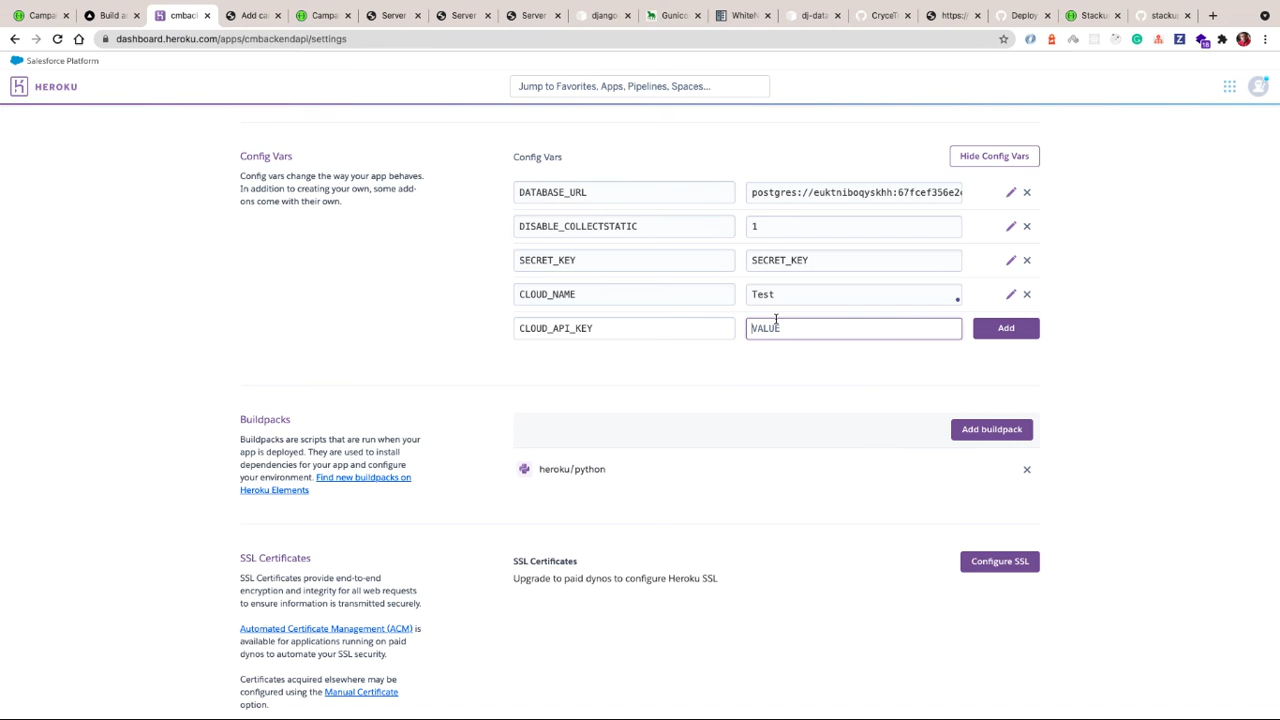 Campa
Build a
cmback
Add ca
Campa
Server
Server
Server
django
Gunico
WhiteN
dj-data
CryceT
https:/
Deploy
Stacku
stacku
dashboard.heroku.com/apps/cmbackendapi/settings
18
Salesforce Platform
HEROKU
Jump to Favorites, Apps, Pipelines, Spaces...
Config Vars
Config vars change the way your app behaves.
In addition to creating your own, some add-
ons come with their own.
Config Vars
Hide Config Vars
DATABASE_URL postgres://euktniboqyskhh:67fcef356e2
DISABLE_COLLECTSTATIC 1
SECRET_KEY SECRET_KEY
CLOUD_NAME Test
CLOUD_API_KEY VALUE Add
Buildpacks
Buildpacks are scripts that are run when your
app is deployed. They are used to install
dependencies for your app and configure
your environment. Find new buildpacks on
Heroku Elements
Add buildpack
heroku/python
SSL Certificates
SSL Certificates provide end-to-end
encryption and integrity for all web requests
to ensure information is transmitted securely.
Automated Certificate Management (ACM) is
available for applications running on paid
dynos to automate your SSL security.
Certificates acquired elsewhere may be
configured using the Manual Certificate
option.
SSL Certificates
Upgrade to paid dynos to configure Heroku SSL
Configure SSL